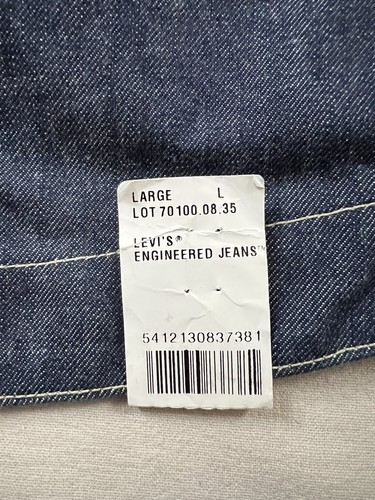 LARGE L
LOT 70100.08.35
LEVI'S®
ENGINEERED JEANS™
5412130837381